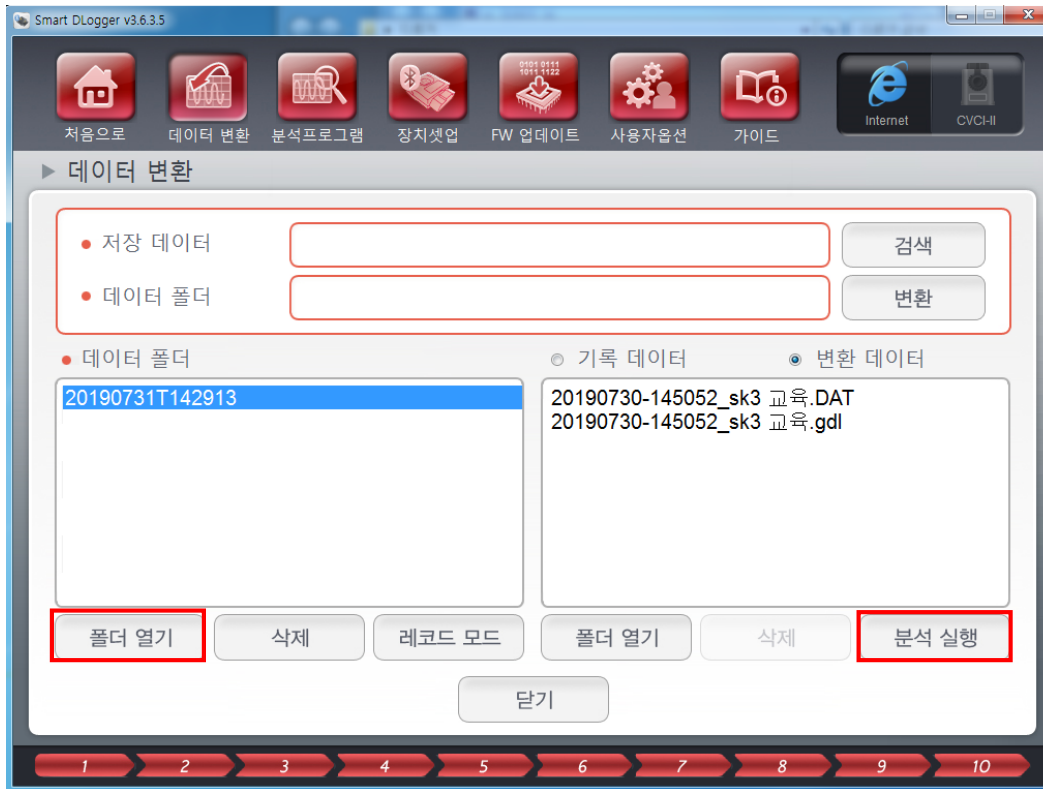 Smart DLogger v3.6.3.5
0101 0111
1011 1122
처음으로 데이터 변환 분석프로그램 장치셋업 FW 업데이트 사용자옵션 가이드 Internet CVCI-II
데이터 변환
저장 데이터 검색
데이터 폴더 변환
데이터 폴더 기록 데이터 변환 데이터
20190731T142913
20190730-145052_sk3 교육.DAT
20190730-145052_sk3 교육.gdl
폴더 열기 삭제 레코드 모드 폴더 열기 삭제 분석 실행
닫기
1 2 3 4 5 6 7 8 9 10